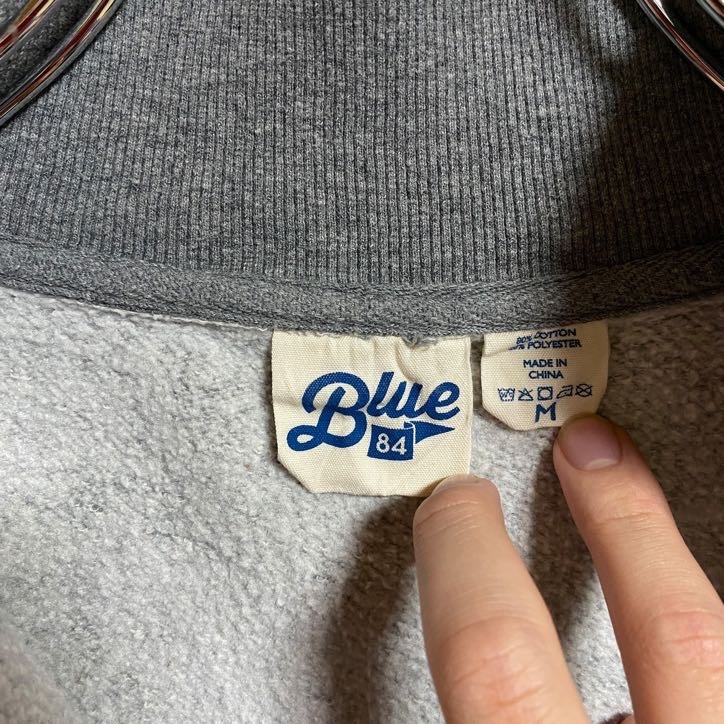 Blue
84
COTTON
POLYESTER
MADE IN
CHINA
M